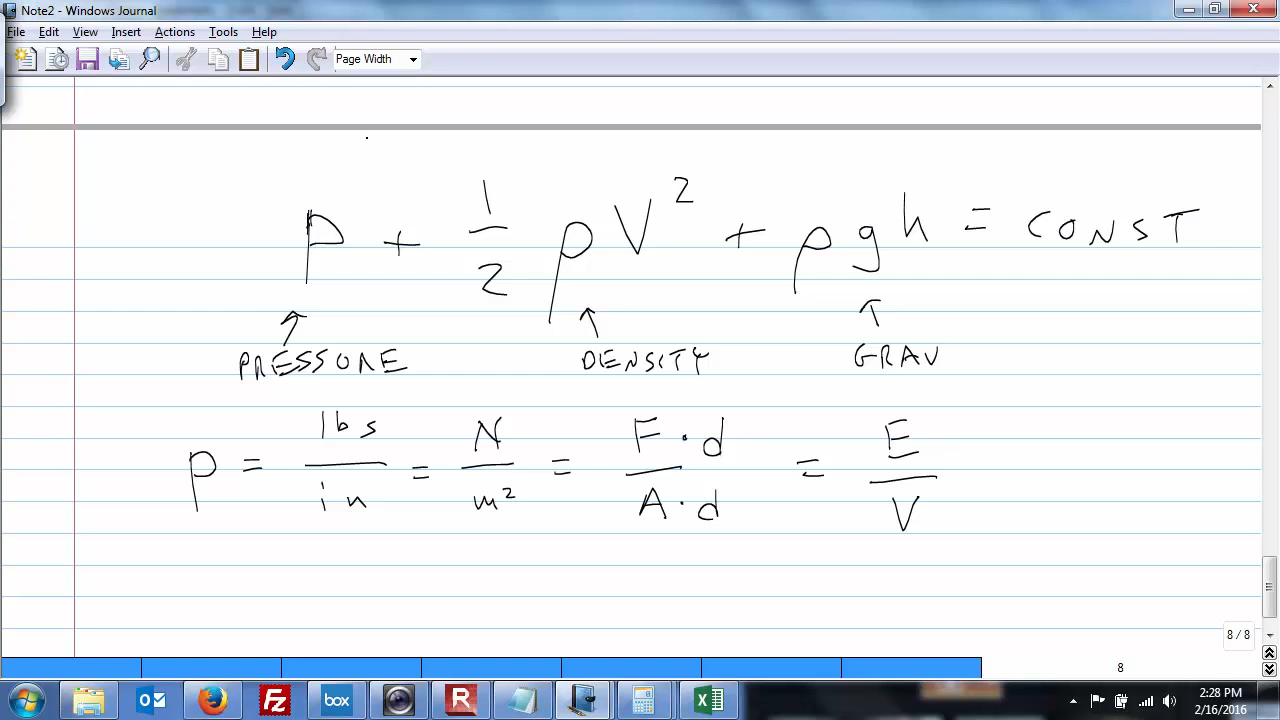 Note2 - Windows Journal
File Edit View Insert Actions Tools Help
Page Width
P + 1/2 ρV² + ρgh = CONST
PRESSURE DENSITY GRAV
P = lbs/in = N/m² = F·d/A·d = E/V
8 / 8
8
box R
2:28 PM
2/16/2016